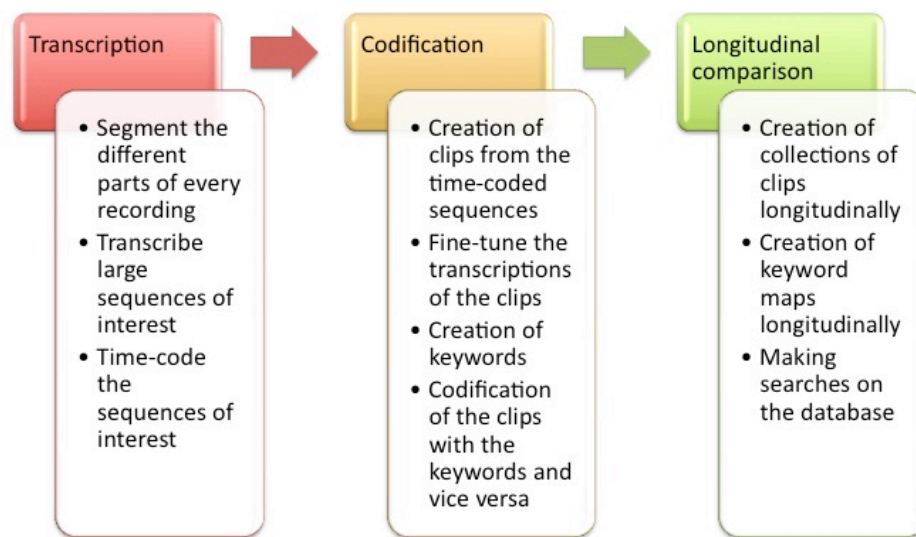 Transcription
• Segment the
different
parts of every
recording
• Transcribe
large
sequences of
interest
• Time-code
the
sequences of
interest
Codification
• Creation of
clips from the
time-coded
sequences
• Fine-tune the
transcriptions
of the clips
• Creation of
keywords
• Codification
of the clips
with the
keywords and
vice versa
Longitudinal
comparison
• Creation of
collections of
clips
longitudinally
• Creation of
keyword
maps
longitudinally
• Making
searches on
the database